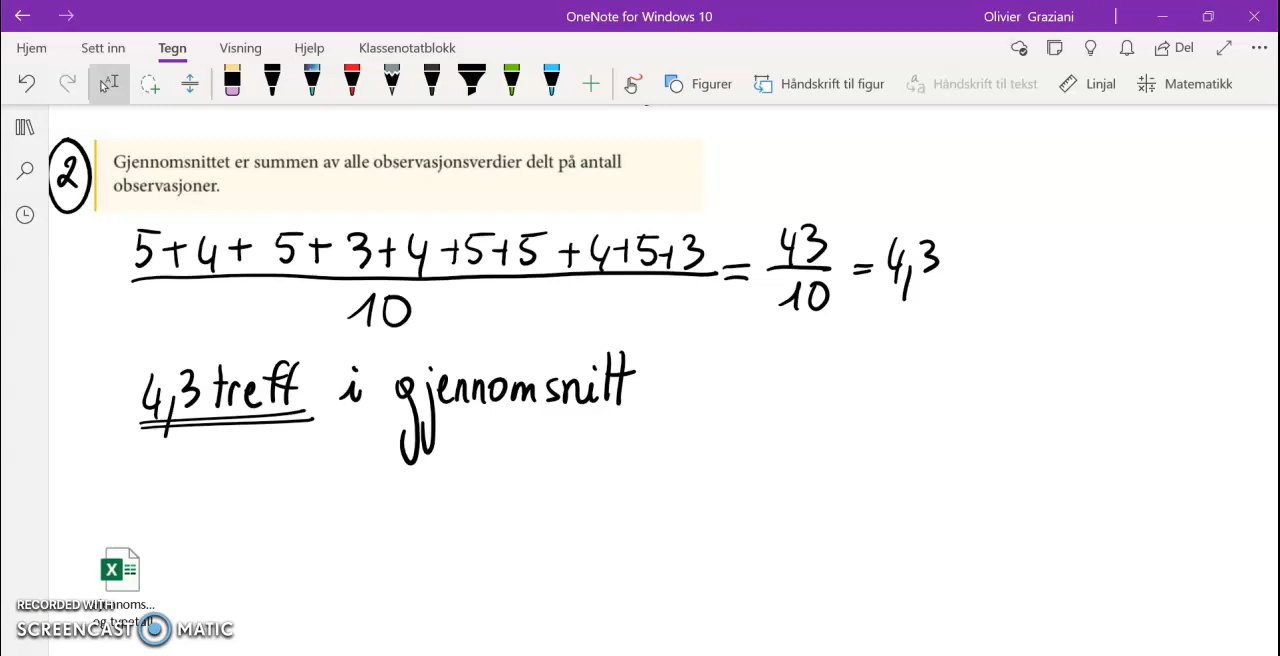 OneNote for Windows 10
Olivier Graziani
Hjem Sett inn Tegn Visning Hjelp Klassenotatblokk
Del
Figurer Håndskrift til figur Håndskrift til tekst Linjal Matematikk
2
Gjennomsnittet er summen av alle observasjonsverdier delt på antall
observasjoner.
5+4+ 5+ 3+4+5+5 +4+5+3 = 43 = 4,3
10 10
4,3 treff i gjennomsnitt
RECORDED WITH
SCREENCAST MATIC